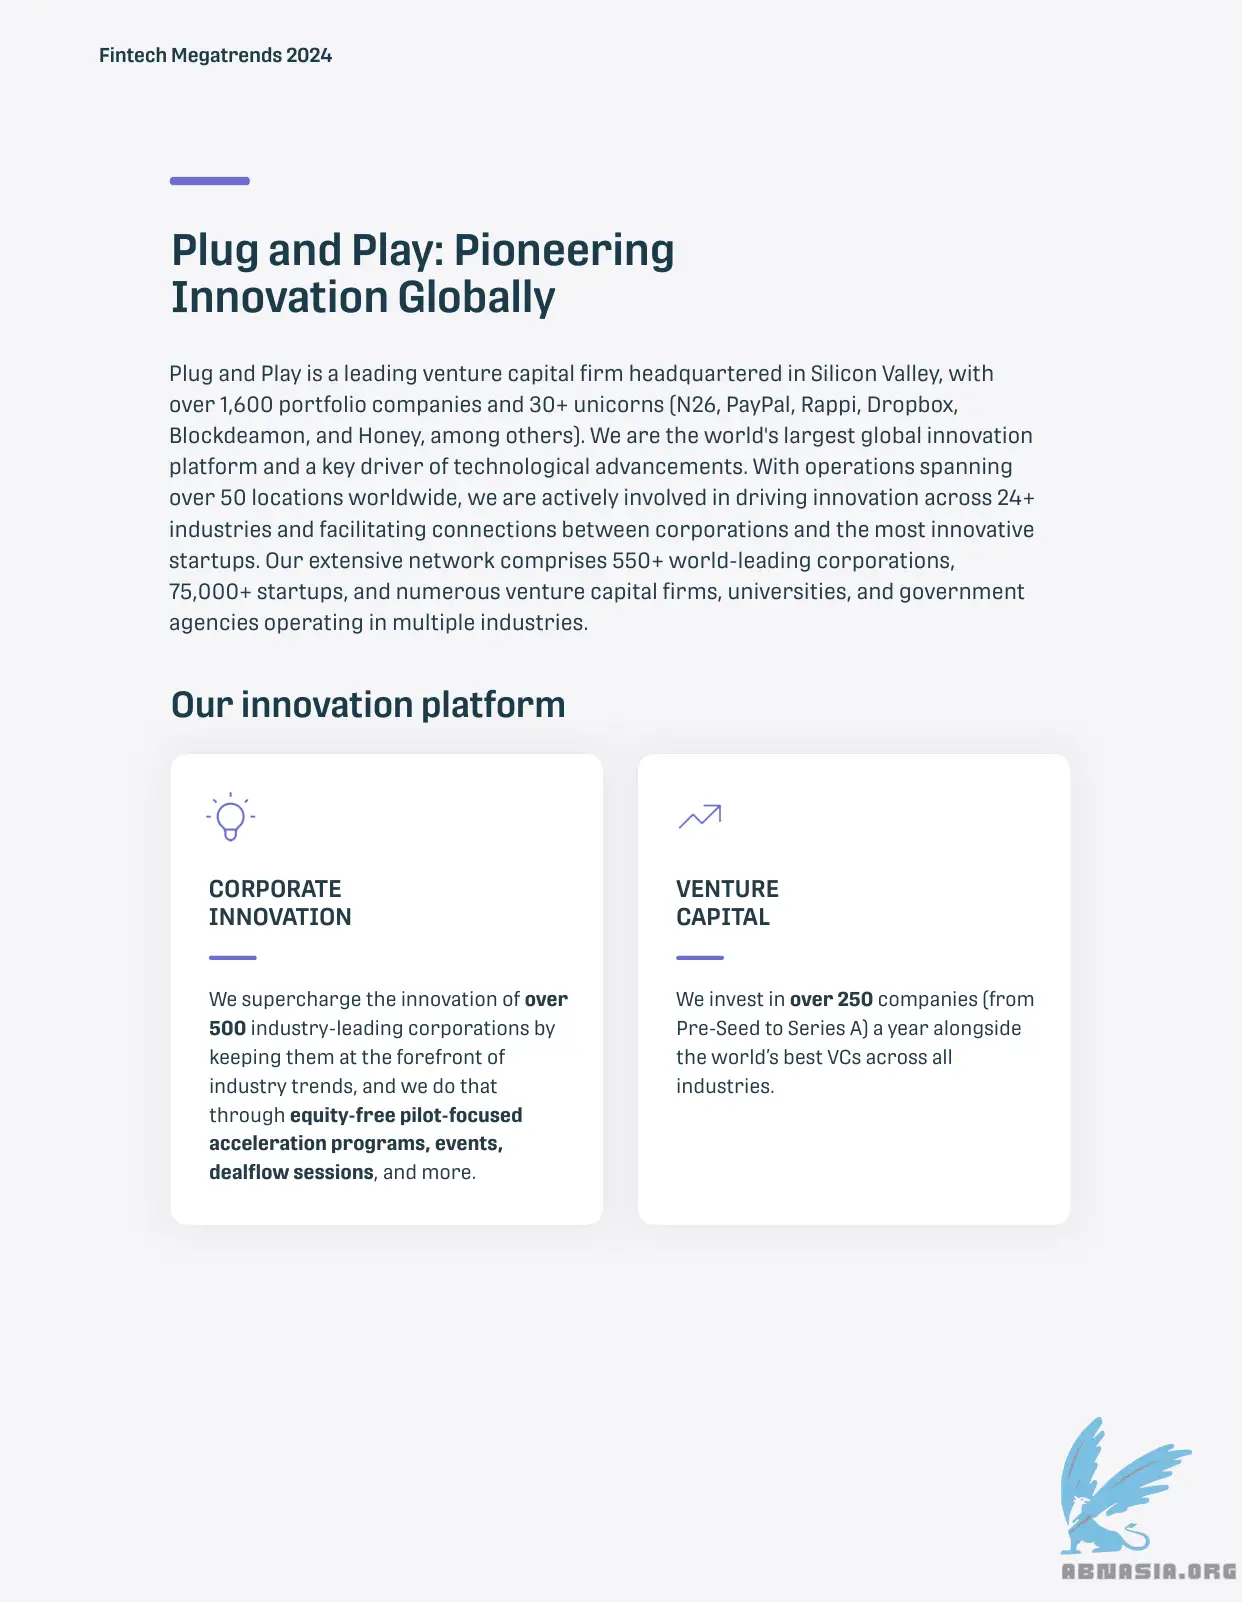 Fintech Megatrends 2024
Plug and Play: Pioneering
Innovation Globally
Plug and Play is a leading venture capital firm headquartered in Silicon Valley, with
over 1,600 portfolio companies and 30+ unicorns (N26, PayPal, Rappi, Dropbox,
Blockdeamon, and Honey, among others). We are the world's largest global innovation
platform and a key driver of technological advancements. With operations spanning
over 50 locations worldwide, we are actively involved in driving innovation across 24+
industries and facilitating connections between corporations and the most innovative
startups. Our extensive network comprises 550+ world-leading corporations,
75,000+ startups, and numerous venture capital firms, universities, and government
agencies operating in multiple industries.
Our innovation platform
CORPORATE
INNOVATION
We supercharge the innovation of over
500 industry-leading corporations by
keeping them at the forefront of
industry trends, and we do that
through equity-free pilot-focused
acceleration programs, events,
dealflow sessions, and more.
VENTURE
CAPITAL
We invest in over 250 companies (from
Pre-Seed to Series A) a year alongside
the world’s best VCs across all
industries.
ABNASIA.ORG